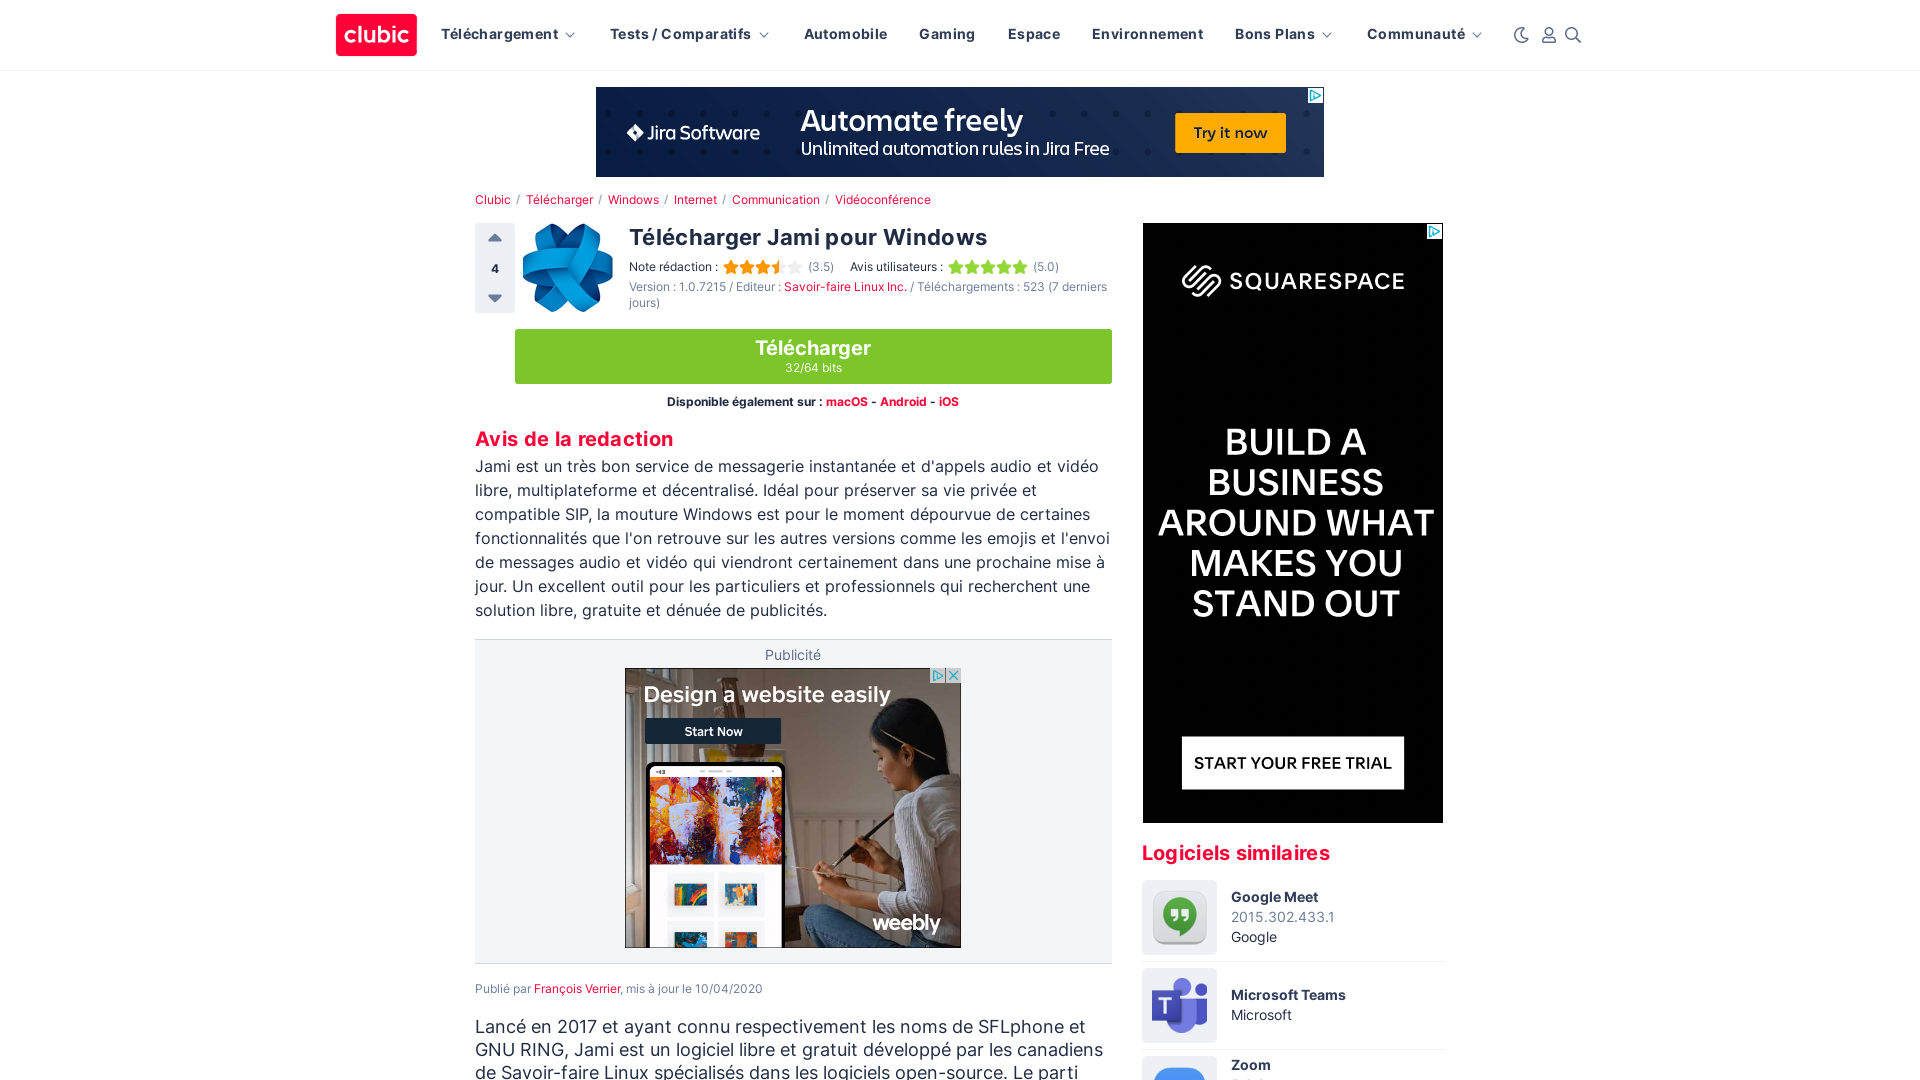 clubic
Téléchargement
Tests / Comparatifs
Automobile
Gaming
Espace
Environnement
Bons Plans
Communauté
Jira Software
Automate freely
Unlimited automation rules in Jira Free
Try it now
Clubic / Télécharger / Windows / Internet / Communication / Vidéoconférence
4
Télécharger Jami pour Windows
Note rédaction : (3.5) Avis utilisateurs : (5.0)
Version : 1.0.7215 / Editeur : Savoir-faire Linux Inc. / Téléchargements : 523 (7 derniers
jours)
Télécharger
32/64 bits
Disponible également sur : macOS - Android - iOS
Avis de la redaction
Jami est un très bon service de messagerie instantanée et d'appels audio et vidéo
libre, multiplateforme et décentralisé. Idéal pour préserver sa vie privée et
compatible SIP, la mouture Windows est pour le moment dépourvue de certaines
fonctionnalités que l'on retrouve sur les autres versions comme les emojis et l'envoi
de messages audio et vidéo qui viendront certainement dans une prochaine mise à
jour. Un excellent outil pour les particuliers et professionnels qui recherchent une
solution libre, gratuite et dénuée de publicités.
Publicité
Design a website easily
Start Now
weebly
Publié par François Verrier, mis à jour le 10/04/2020
Lancé en 2017 et ayant connu respectivement les noms de SFLphone et
GNU RING, Jami est un logiciel libre et gratuit développé par les canadiens
de Savoir-faire Linux spécialisés dans les logiciels open-source. Le parti
SQUARESPACE
BUILD A
BUSINESS
AROUND WHAT
MAKES YOU
STAND OUT
START YOUR FREE TRIAL
Logiciels similaires
Google Meet
2015.302.433.1
Google
T
Microsoft Teams
Microsoft
Zoom